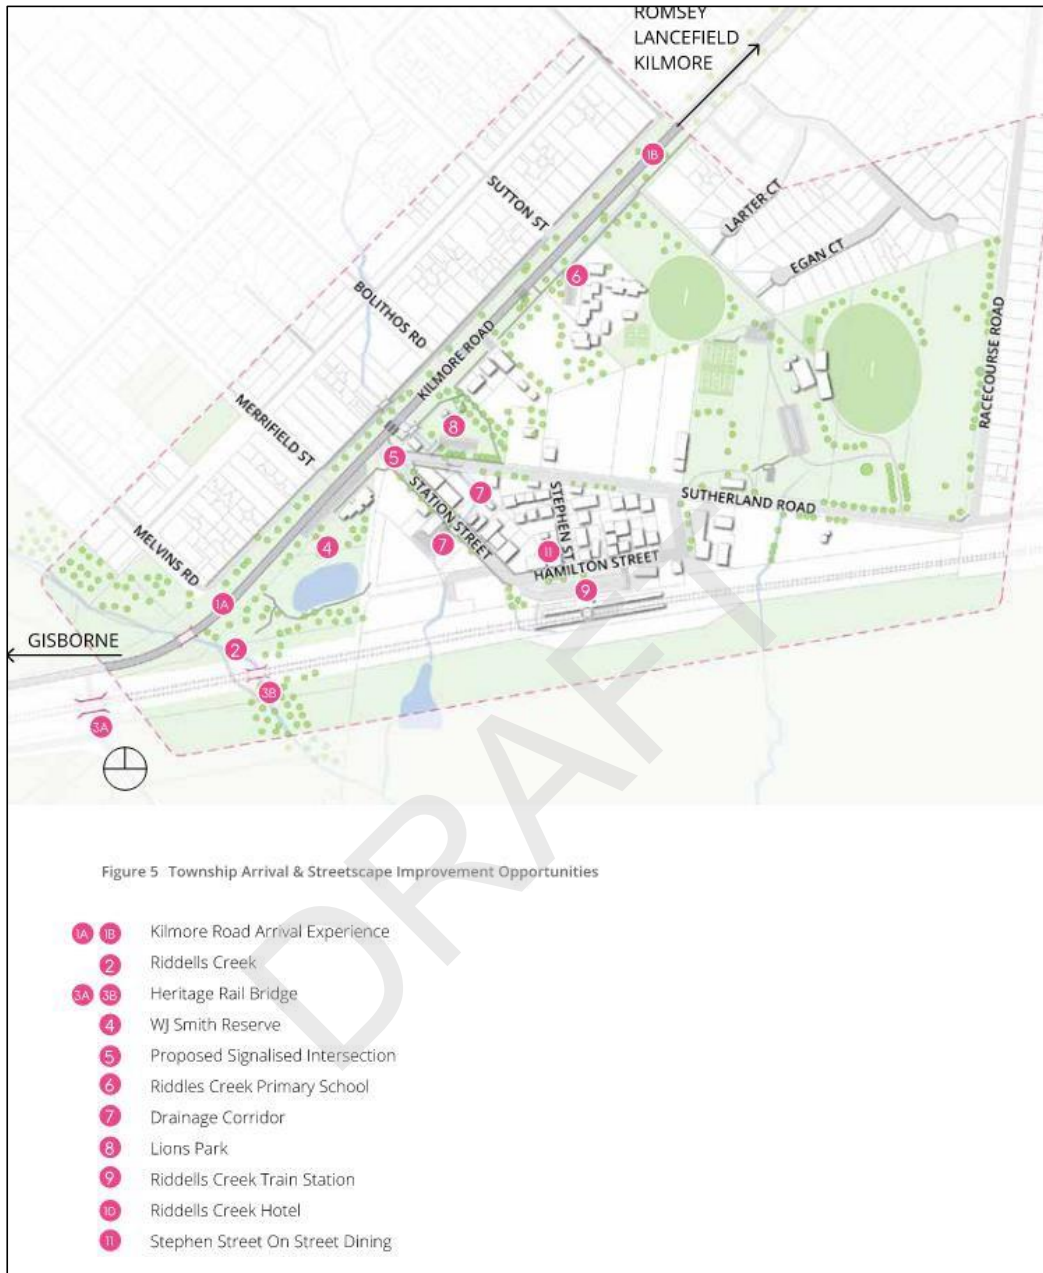 ROMSEY
LANCEFIELD
KILMORE
1B
SUTTON ST
LARTER CT
EGAN CT
6
BOLITHOS RD
KILMORE ROAD
RACECOURSE ROAD
MERRIFIELD ST
8
5
STATION STREET
7
STEPHEN ST
SUTHERLAND ROAD
MELVINS RD
4
7
11
HAMILTON STREET
9
1A
GISBORNE
2
3B
3A
DRAFT
Figure 5 Township Arrival & Streetscape Improvement Opportunities
1A 1B Kilmore Road Arrival Experience
2 Riddells Creek
3A 3B Heritage Rail Bridge
4 WJ Smith Reserve
5 Proposed Signalised Intersection
6 Riddles Creek Primary School
7 Drainage Corridor
8 Lions Park
9 Riddells Creek Train Station
10 Riddells Creek Hotel
11 Stephen Street On Street Dining